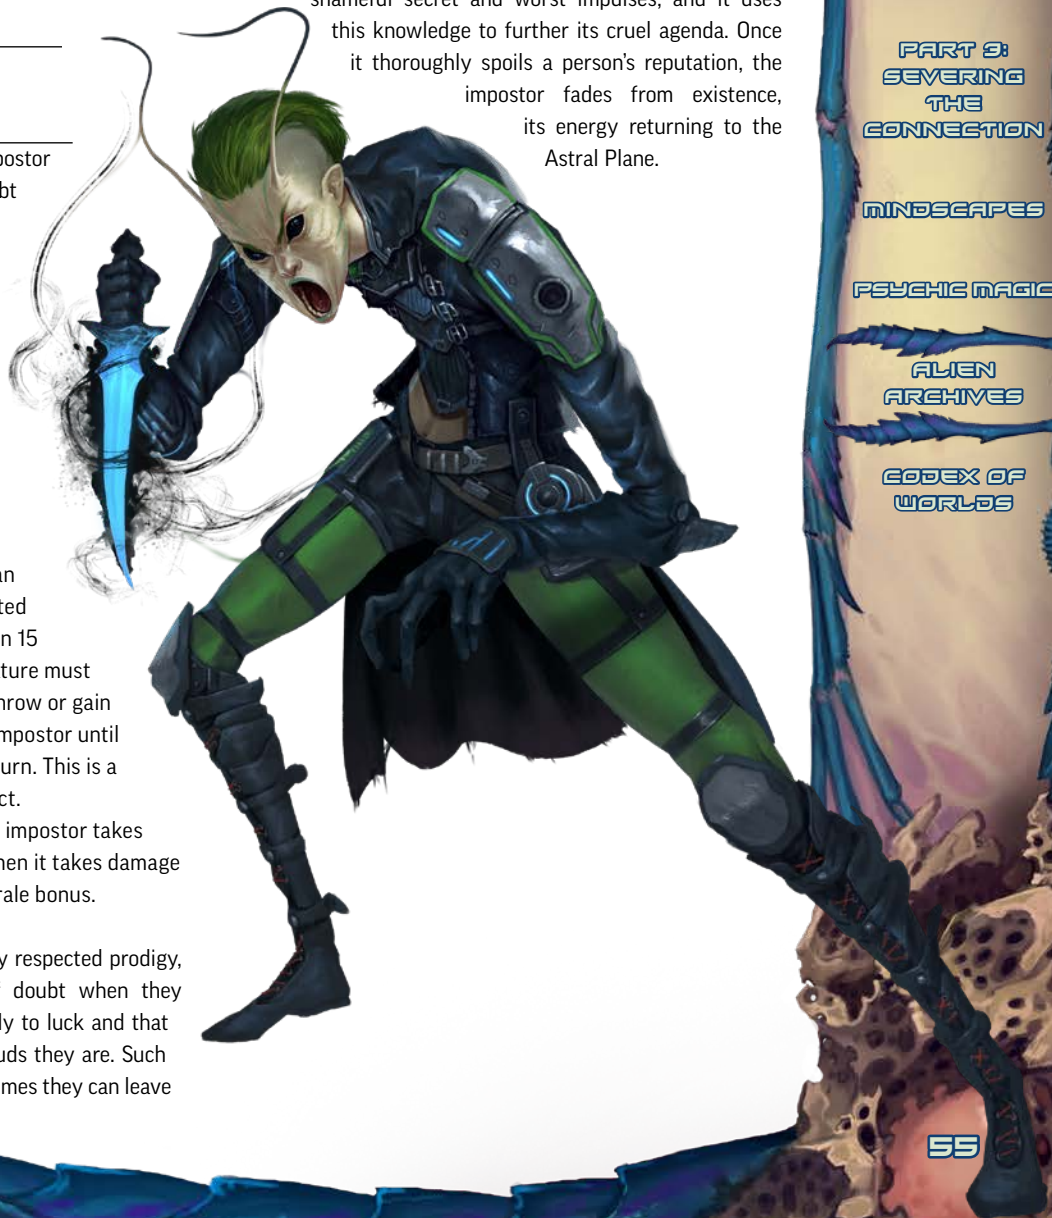 shameful secret and worst impulses, and it uses
this knowledge to further its cruel agenda. Once
it thoroughly spoils a person’s reputation, the
impostor fades from existence,
its energy returning to the
Astral Plane.
urn. This is a
impostor takes
hen it takes damage
rale bonus.
y respected prodigy,
doubt when they
ly to luck and that
uds they are. Such
mes they can leave
postor
bt
an
ted
n 15
ture must
hrow or gain
mpostor until
ct.
PART 3:
SEVERING
THE
CONNECTION
MINDSCAPES
PSYCHIC MAGIC
ALIEN
ARCHIVES
CODEX OF
WORLDS
55